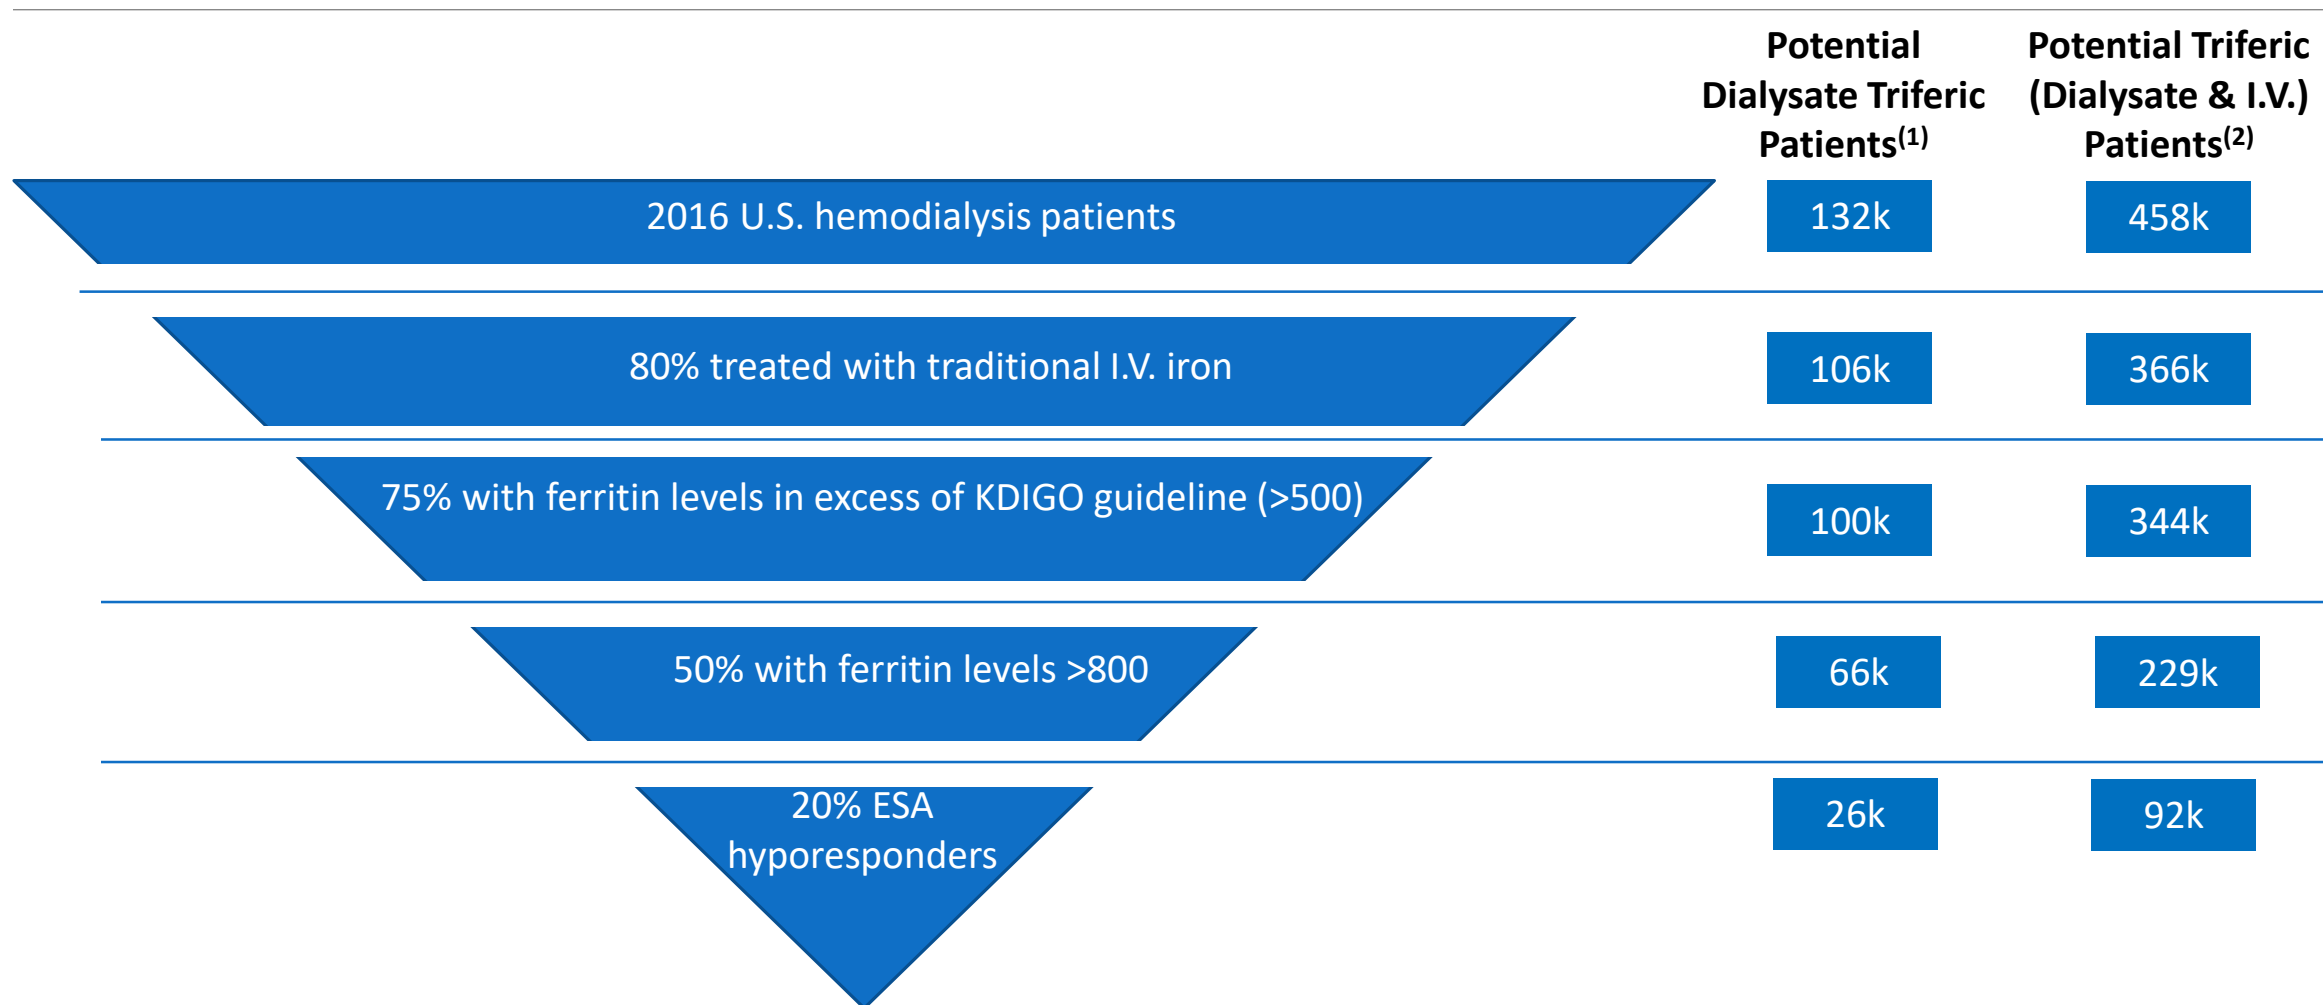 Potential
Dialysate Triferic
Patients(1)
Potential Triferic
(Dialysate & I.V.)
Patients(2)
2016 U.S. hemodialysis patients
132k
458k
80% treated with traditional I.V. iron
106k
366k
75% with ferritin levels in excess of KDIGO guideline (>500)
100k
344k
50% with ferritin levels >800
66k
229k
20% ESA
hyporesponders
26k
92k